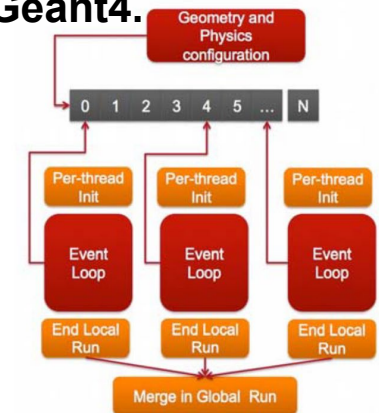 Geant4.
Geometry and
Physics
configuration
0 1 2 3 4 5 ... N
Per-thread
Init
Per-thread
Init
Per-thread
Init
Event
Loop
Event
Loop
Event
Loop
End Local
Run
End Local
Run
End Local
Run
Merge in Global Run